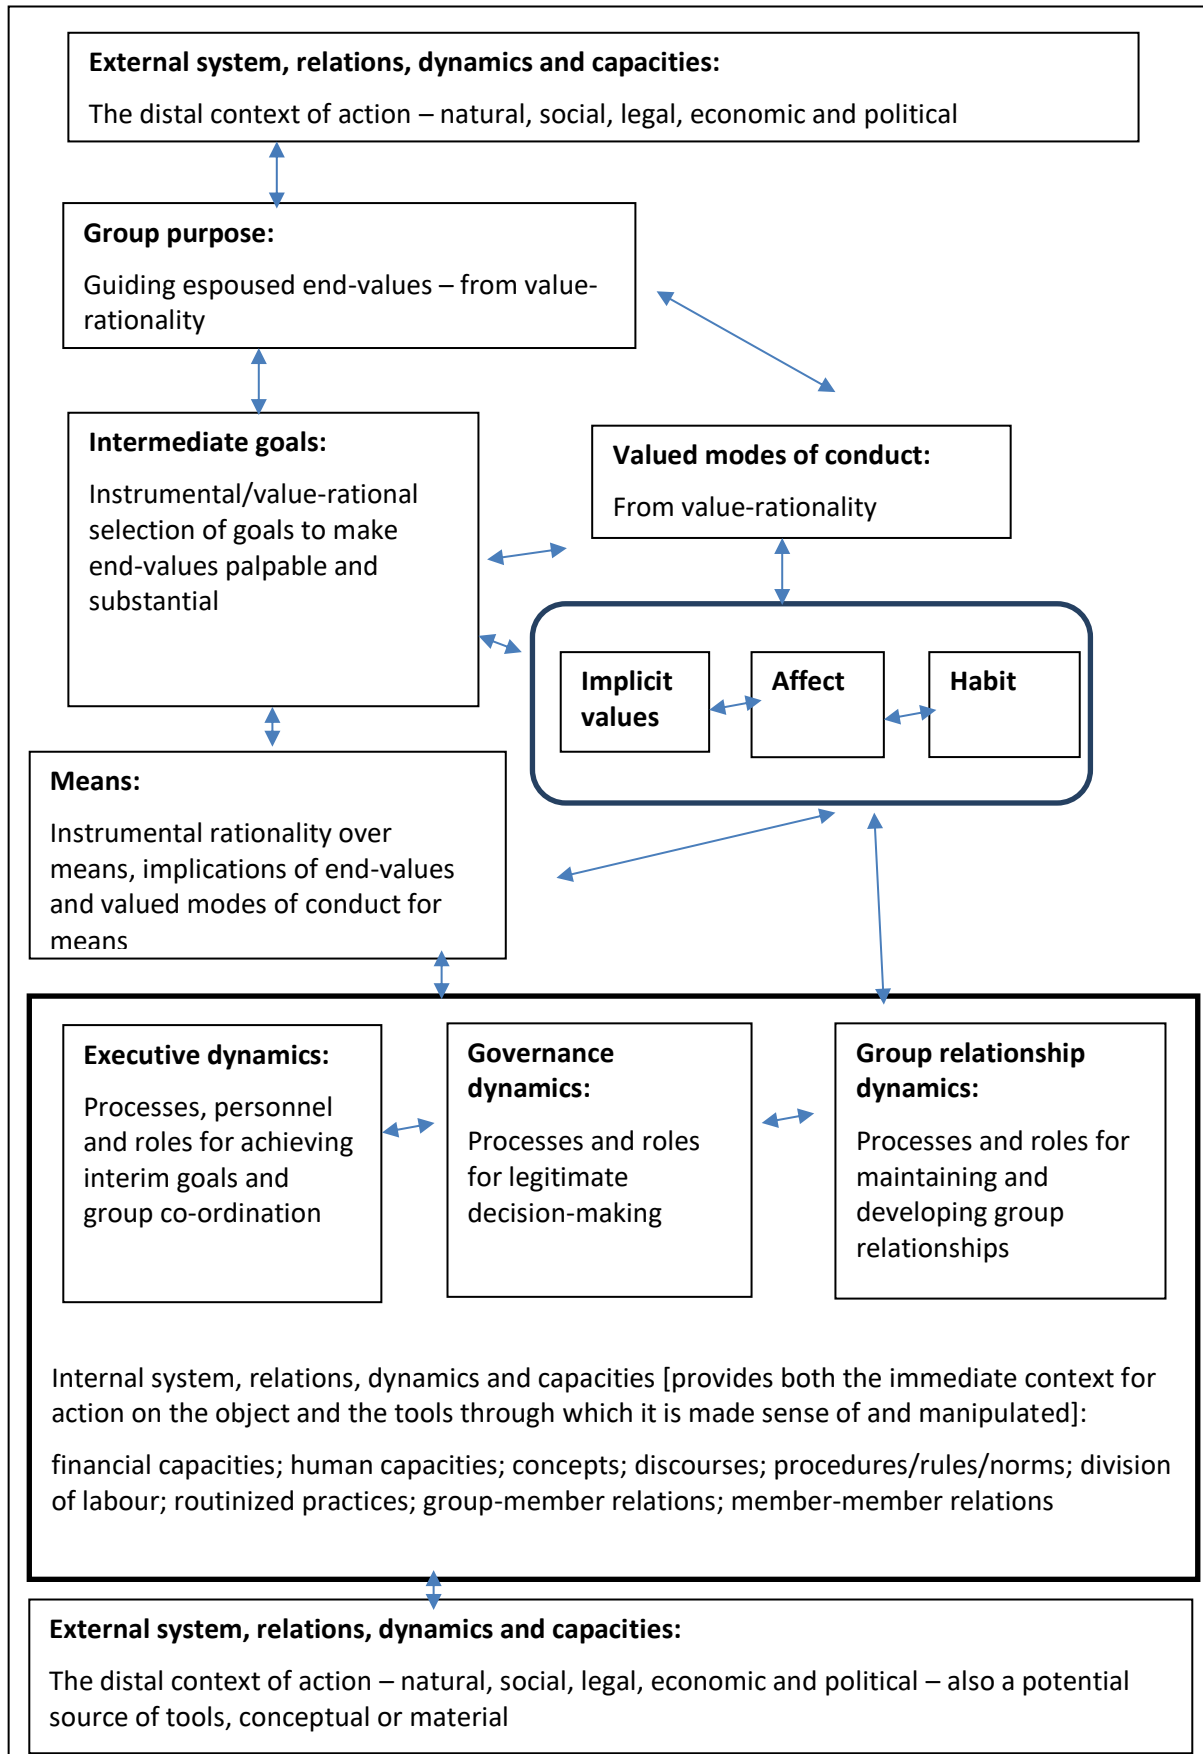 External system, relations, dynamics and capacities:
The distal context of action – natural, social, legal, economic and political
Group purpose:
Guiding espoused end-values – from value-
rationality
Intermediate goals:
Instrumental/value-rational
selection of goals to make
end-values palpable and
substantial
Valued modes of conduct:
From value-rationality
Implicit
values
Affect
Habit
Means:
Instrumental rationality over
means, implications of end-values
and valued modes of conduct for
means
Executive dynamics:
Processes, personnel
and roles for achieving
interim goals and
group co-ordination
Governance
dynamics:
Processes and roles
for legitimate
decision-making
Group relationship
dynamics:
Processes and roles for
maintaining and
developing group
relationships
Internal system, relations, dynamics and capacities [provides both the immediate context for
action on the object and the tools through which it is made sense of and manipulated]:
financial capacities; human capacities; concepts; discourses; procedures/rules/norms; division
of labour; routinized practices; group-member relations; member-member relations
External system, relations, dynamics and capacities:
The distal context of action – natural, social, legal, economic and political – also a potential
source of tools, conceptual or material